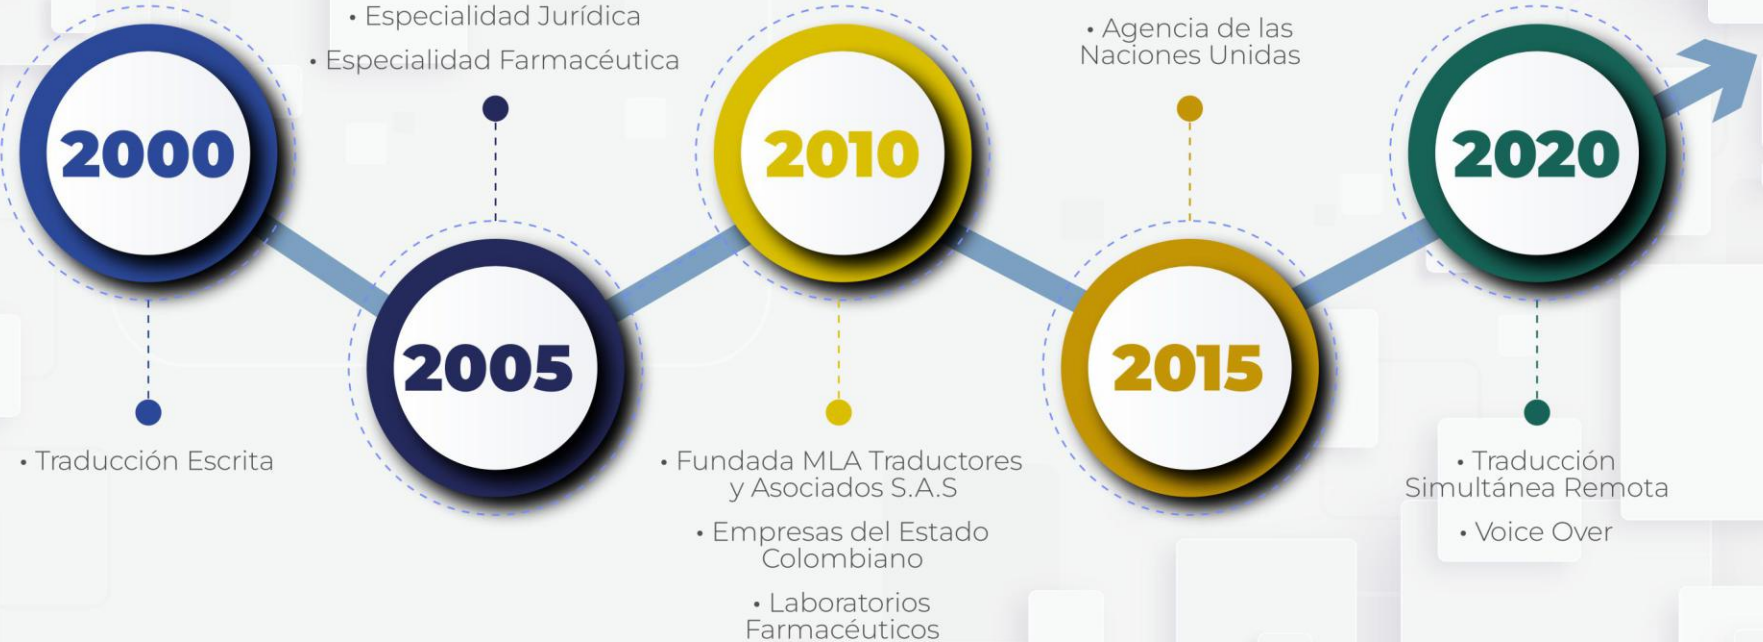 2000
• Traducción Escrita
• Especialidad Jurídica
• Especialidad Farmacéutica
2005
2010
• Fundada MLA Traductores
y Asociados S.A.S
• Empresas del Estado
Colombiano
• Laboratorios
Farmacéuticos
• Agencia de las
Naciones Unidas
2015
2020
• Traducción
Simultánea Remota
• Voice Over